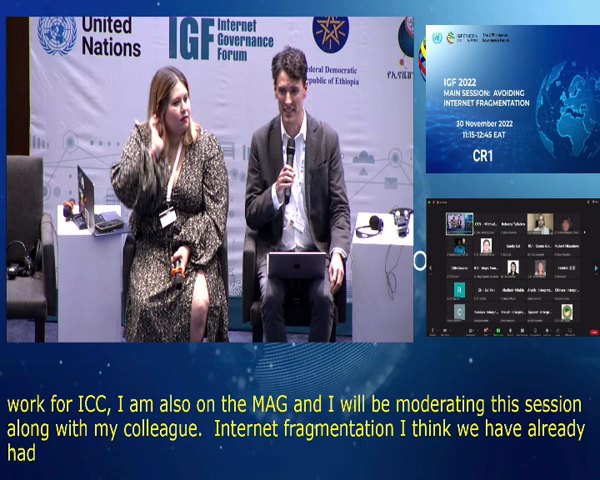 United
Nations
IGF
Internet
Governance
Forum
Federal Democratic
Republic of Ethiopia
IGF 2022
MAIN SESSION: AVOIDING
INTERNET FRAGMENTATION
30 November 2022
11:15-12:45 EAT
CR1
work for ICC, I am also on the MAG and I will be moderating this session
along with my colleague.  Internet fragmentation I think we have already
had